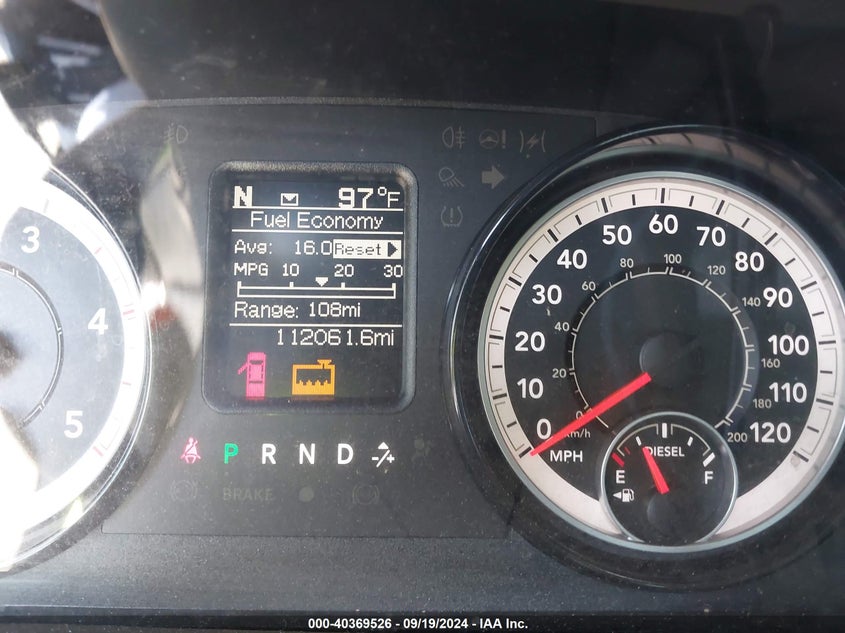 N 97°F
Fuel Economy
Avg: 16.0 Reset
MPG 10 20 30
Range: 108mi
112061.6mi
P R N D -/+
BRAKE
3
4
5
0 10 20 30 40 50 60 70 80 90 100 110 120
MPH
0 20 40 60 80 100 120 140 160 180 200
km/h
DIESEL
E F
000-40369526 - 09/19/2024 - IAA Inc.